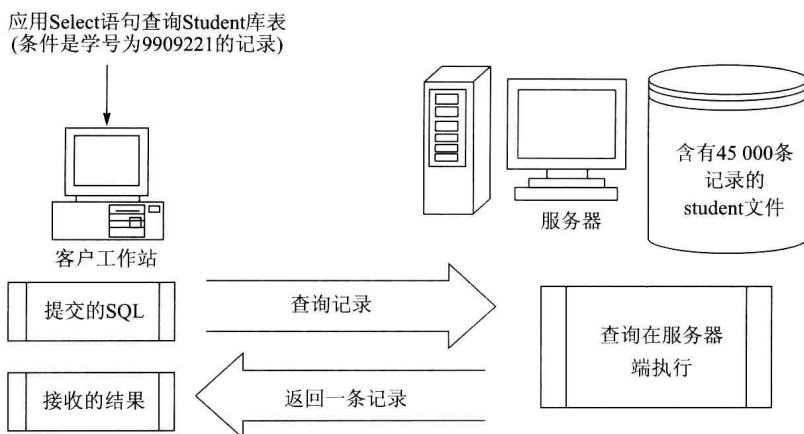 应用Select语句查询Student库表
(条件是学号为9909221的记录)
含有45 000条
记录的
student文件
服务器
客户工作站
提交的SQL
查询记录
查询在服务器
端执行
接收的结果
返回一条记录